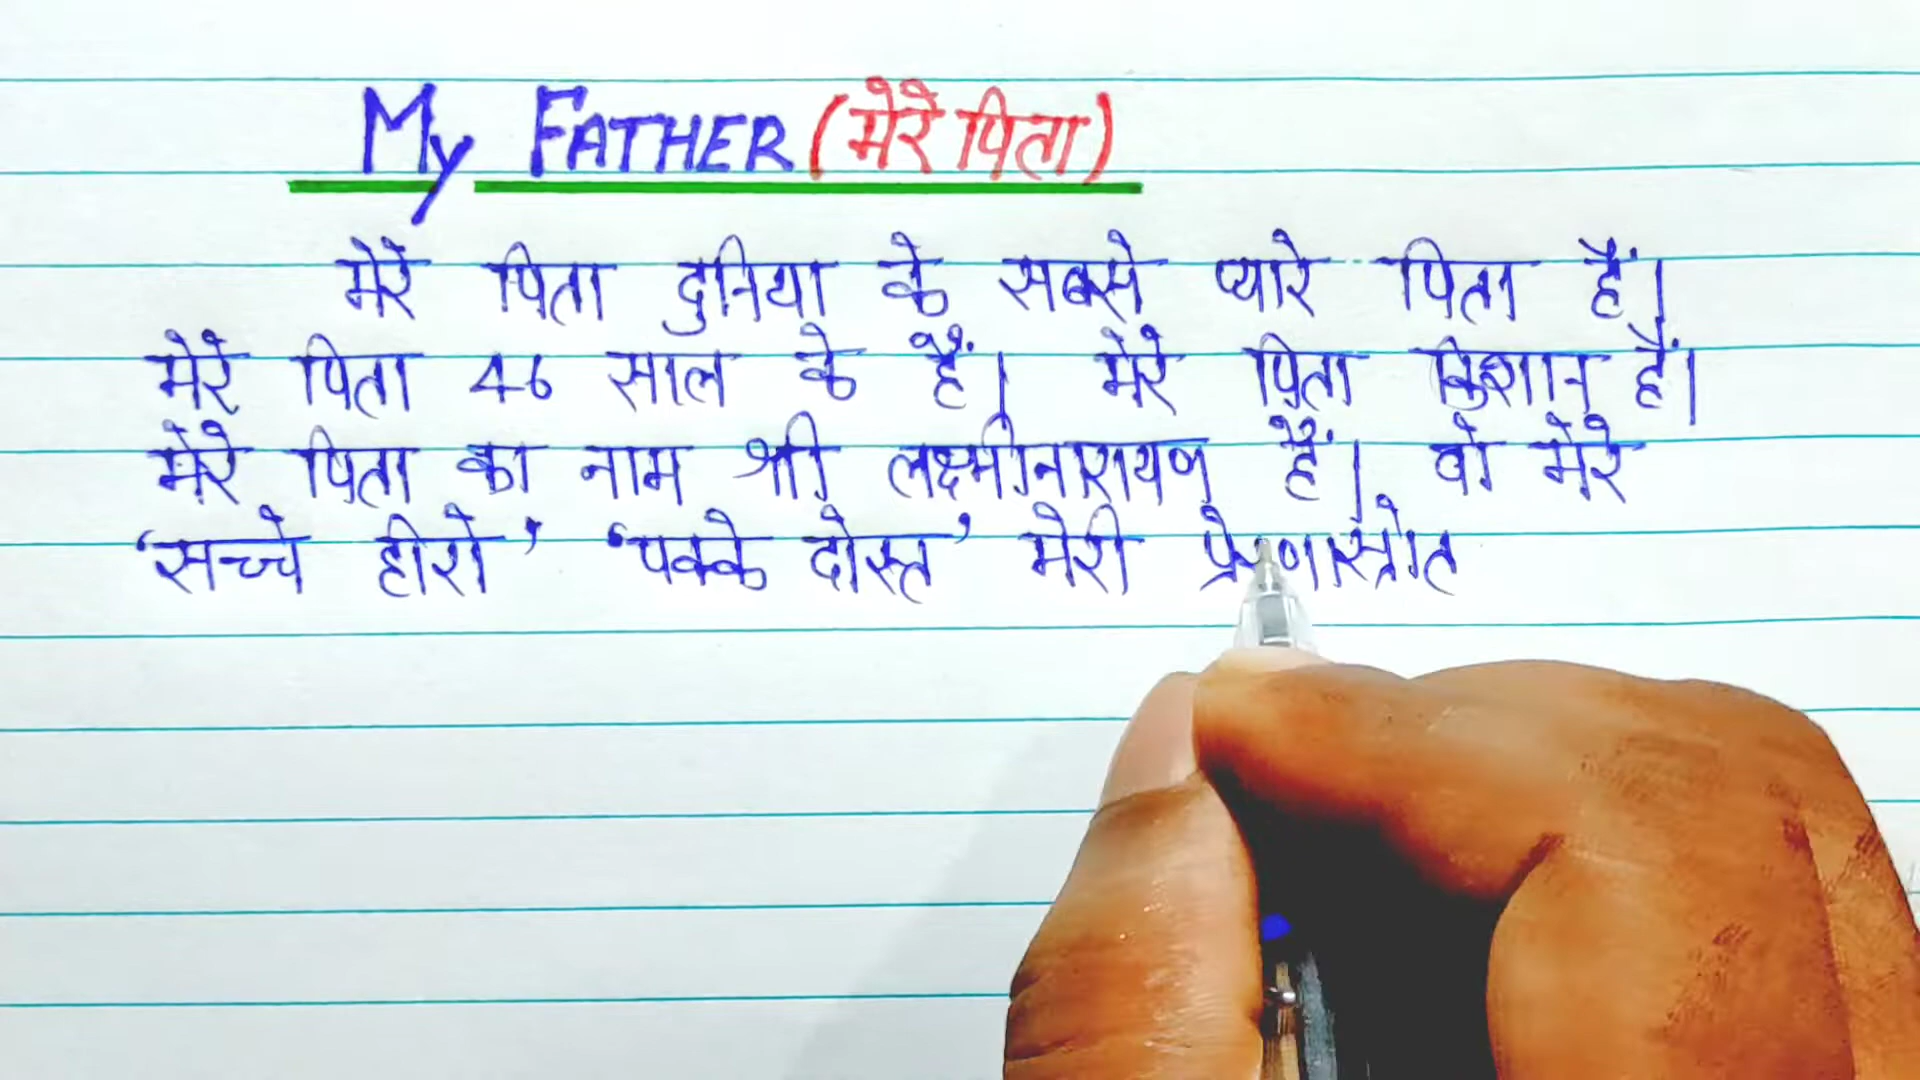 My FATHER (मेरे पिता)
मेरे पिता दुनिया के सबसे प्यारे पिता हैं।
मेरे पिता 46 साल के हैं। मेरे पिता किशान हैं।
मेरे पिता का नाम श्री लक्ष्मीनारायण हैं। वो मेरे
‘सच्चे हीरो’ ‘पक्के दोस्त’ मेरी प्रेरणास्त्रोत